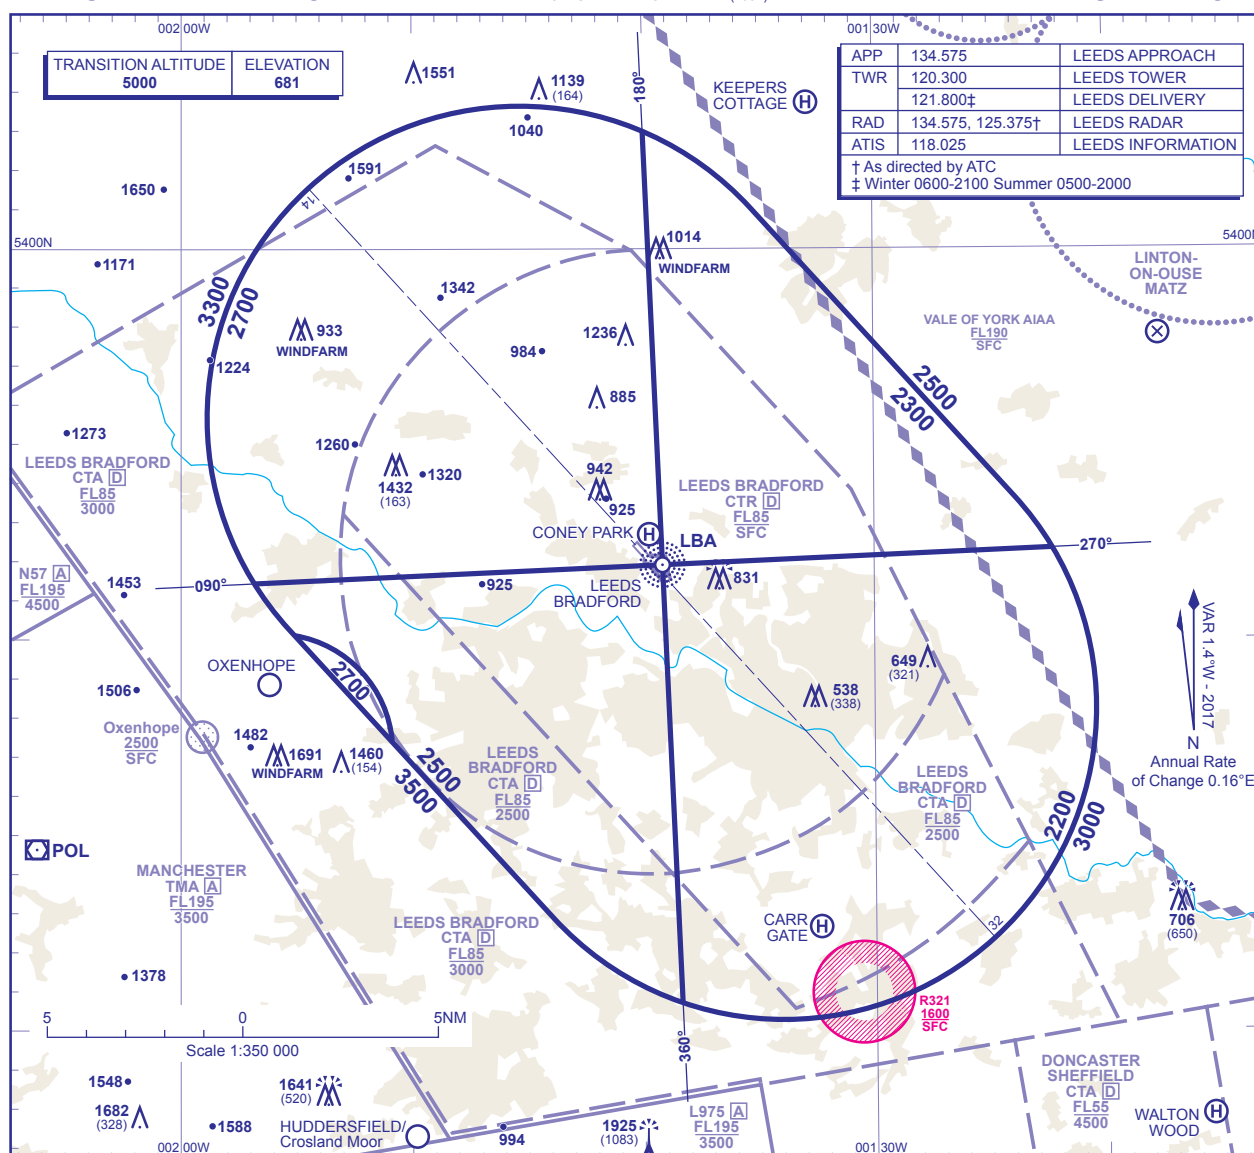 002 00W
001 30W
TRANSITION ALTITUDE
5000
ELEVATION
681
APP 134.575 LEEDS APPROACH
TWR 120.300 LEEDS TOWER
121.800‡ LEEDS DELIVERY
RAD 134.575, 125.375† LEEDS RADAR
ATIS 118.025 LEEDS INFORMATION
† As directed by ATC
‡ Winter 0600-2100 Summer 0500-2000
1551
1139
(164)
1040
180°
KEEPERS
COTTAGE H
1591
1650
14
5400N
5400N
1171
1014
WINDFARM
LINTON-
ON-OUSE
MATZ
3300
2700
1342
933
WINDFARM
1236
984
VALE OF YORK AIAA
FL190
SFC
1224
885
2500
2300
1273
1260
1432
(163)
1320
LEEDS BRADFORD
CTA D
FL85
3000
942
925
LEEDS BRADFORD
CTR D
FL85
SFC
CONEY PARK H
LBA
270°
N57 A
FL195
4500
1453
090°
925
LEEDS
BRADFORD
831
VAR 1.4°W - 2017
N
Annual Rate
of Change 0.16°E
OXENHOPE
2700
649
(321)
1506
538
(338)
Oxenhope
2500
SFC
1482
1691
WINDFARM
1460
(154)
2500
3500
LEEDS
BRADFORD
CTA D
FL85
2500
LEEDS
BRADFORD
CTA D
FL85
2500
2200
3000
POL
MANCHESTER
TMA A
FL195
3500
LEEDS BRADFORD
CTA D
FL85
3000
CARR
GATE H
32
706
(650)
1378
R321
1600
SFC
5 0 5NM
Scale 1:350 000
360°
1548
1641
(520)
1682
(328)
1588
HUDDERSFIELD/
Crosland Moor
994
1925
(1083)
L975 A
FL195
3500
DONCASTER
SHEFFIELD
CTA D
FL55
4500
WALTON
WOOD H
002 00W
001 30W